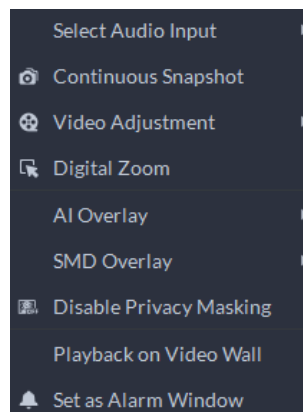 Select Audio Input
Continuous Snapshot
Video Adjustment
Digital Zoom
AI Overlay
SMD Overlay
Disable Privacy Masking
Playback on Video Wall
Set as Alarm Window